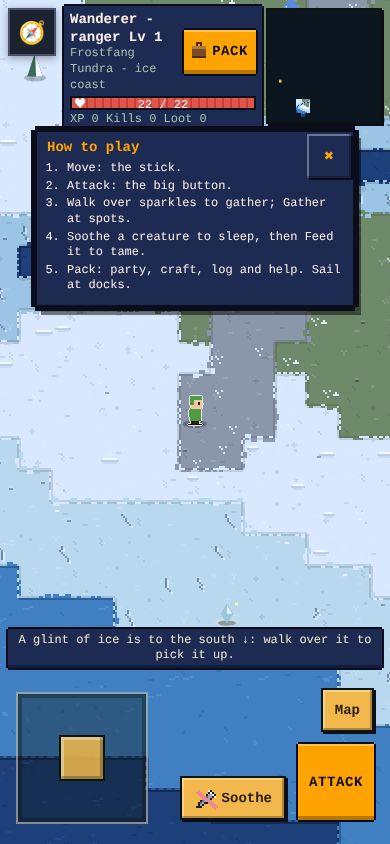 Wanderer -
ranger Lv 1
Frostfang
Tundra - ice
coast
PACK
22 / 22
XP 0 Kills 0 Loot 0
How to play
1. Move: the stick.
2. Attack: the big button.
3. Walk over sparkles to gather; Gather
at spots.
4. Soothe a creature to sleep, then Feed
it to tame.
5. Pack: party, craft, log and help. Sail
at docks.
A glint of ice is to the south ↓: walk over it to
pick it up.
Map
ATTACK
Soothe